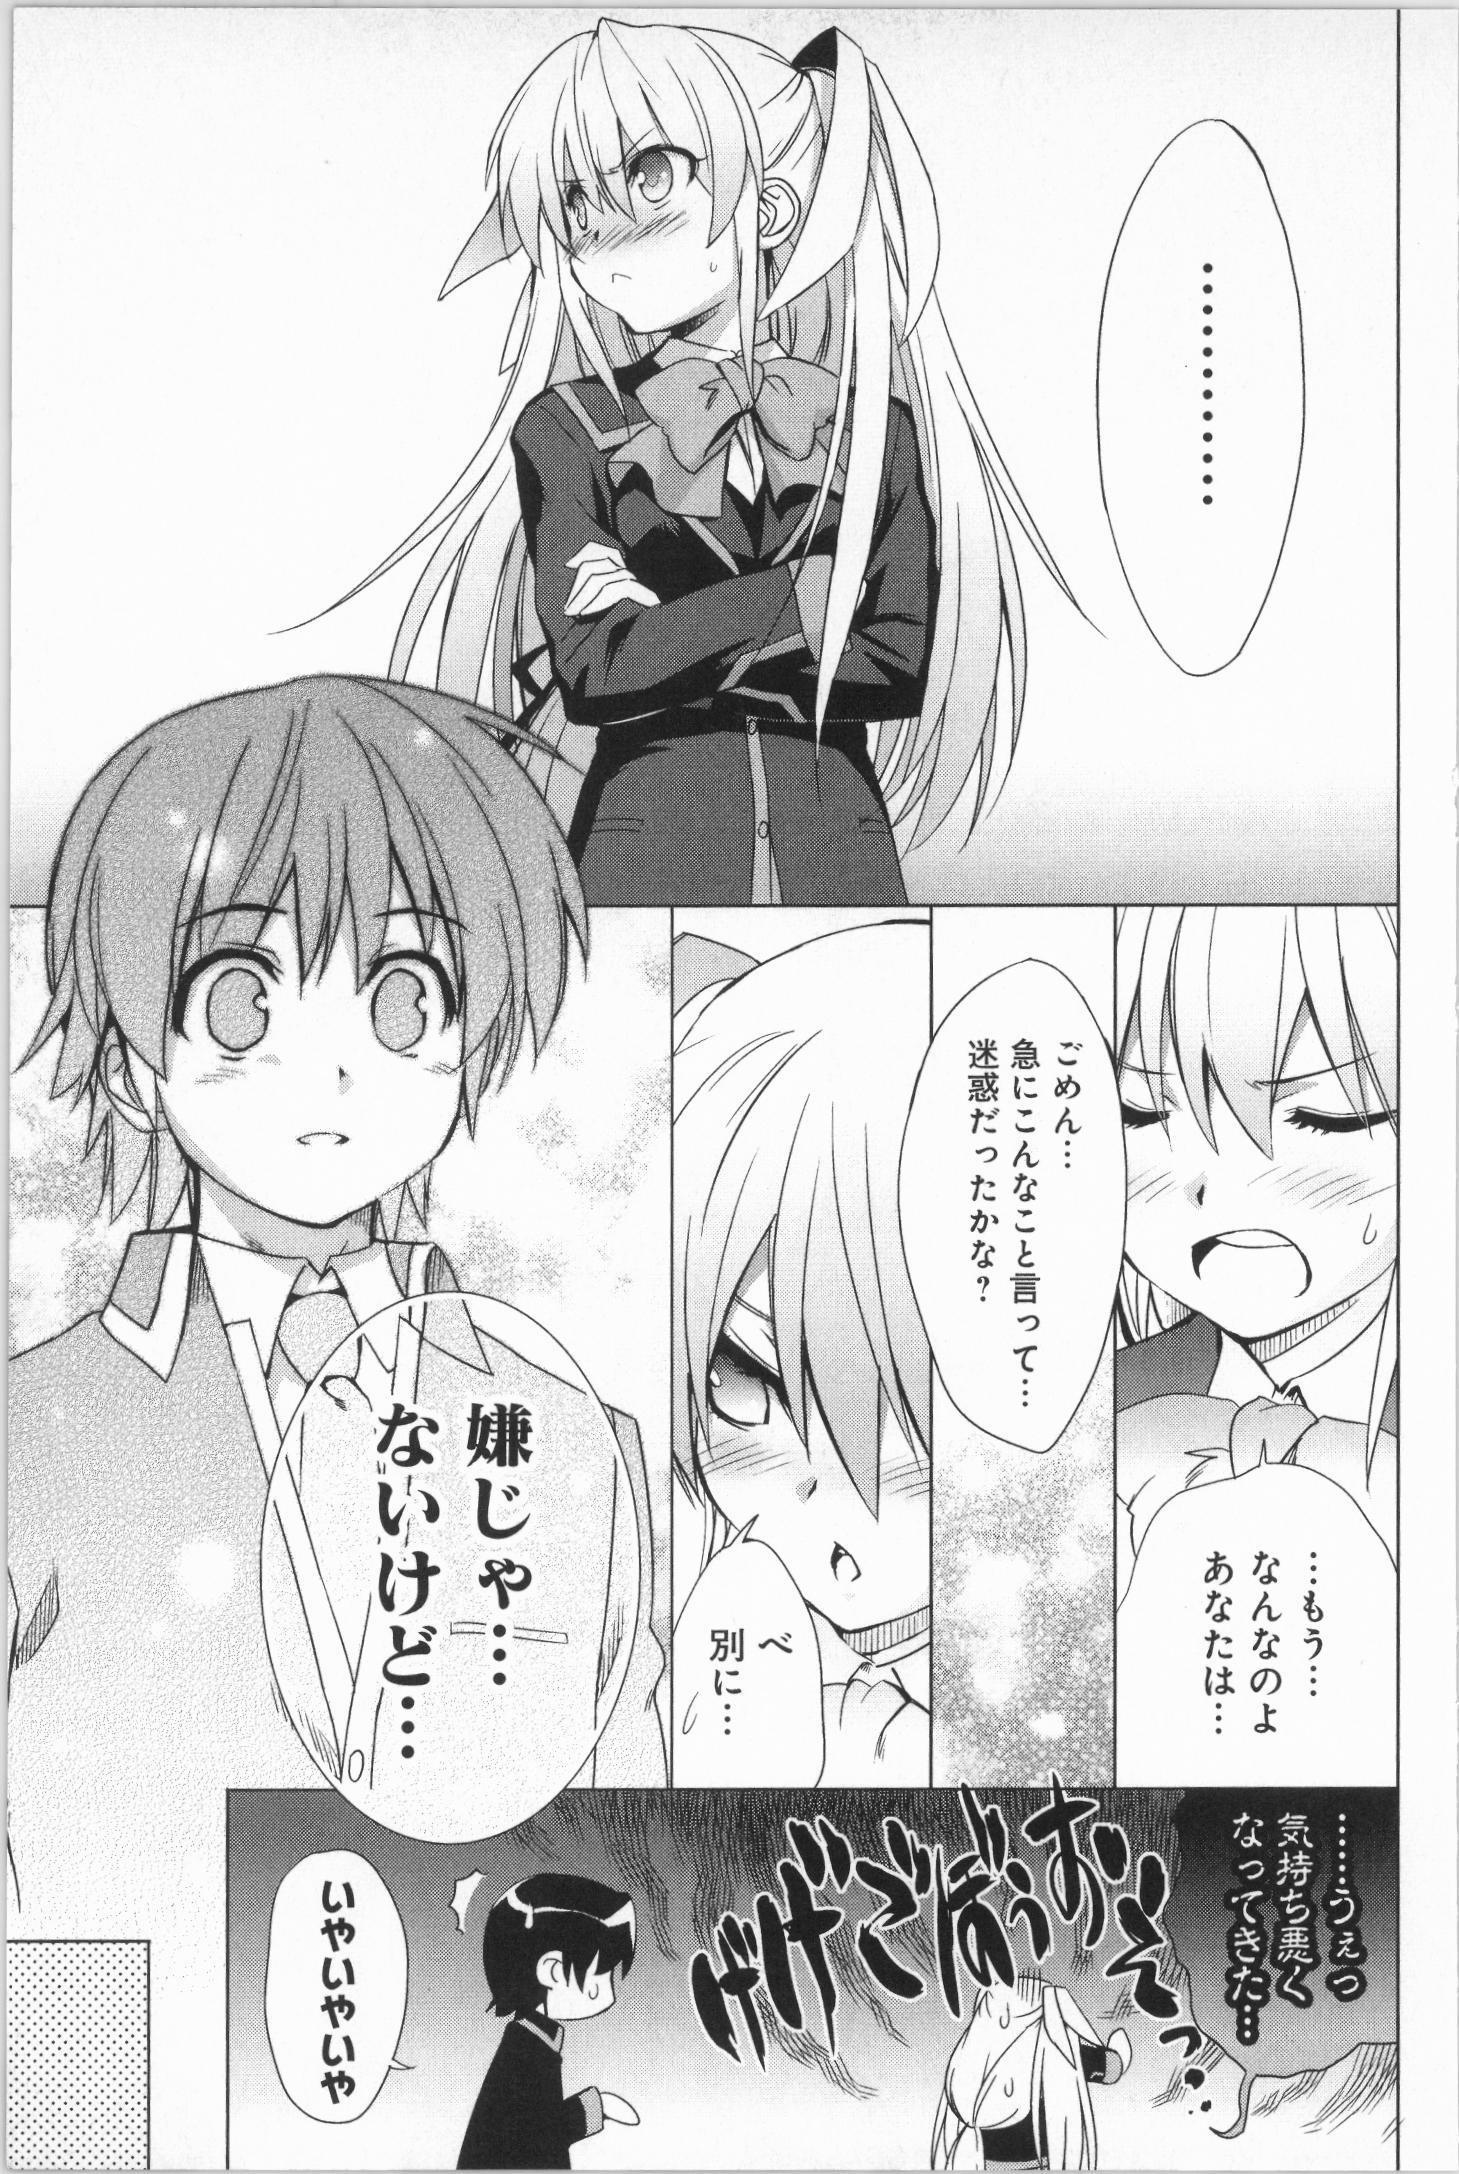 …………
…もう…
なんなのよ
あなたは…
ごめん…
急にこんなこと言って…
迷惑だったかな?
べ
別に…
嫌じゃ…
ないけど…
……うぇっ
気持ち悪く
なってきた…
おぇぇっ
ごぼぅ
げげ
いやいやいや